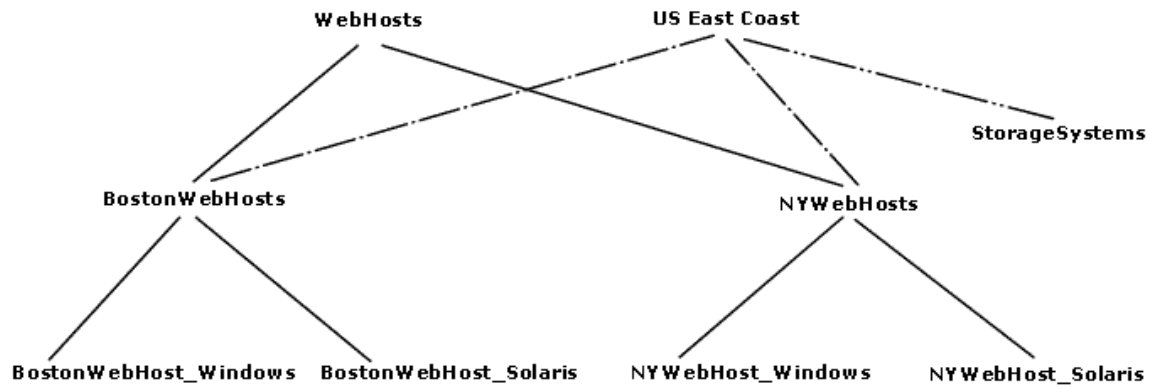 WebHosts
US East Coast
StorageSystems
BostonWebHosts
NYWebHosts
BostonWebHost_Windows
BostonWebHost_Solaris
NYWebHost_Windows
NYWebHost_Solaris